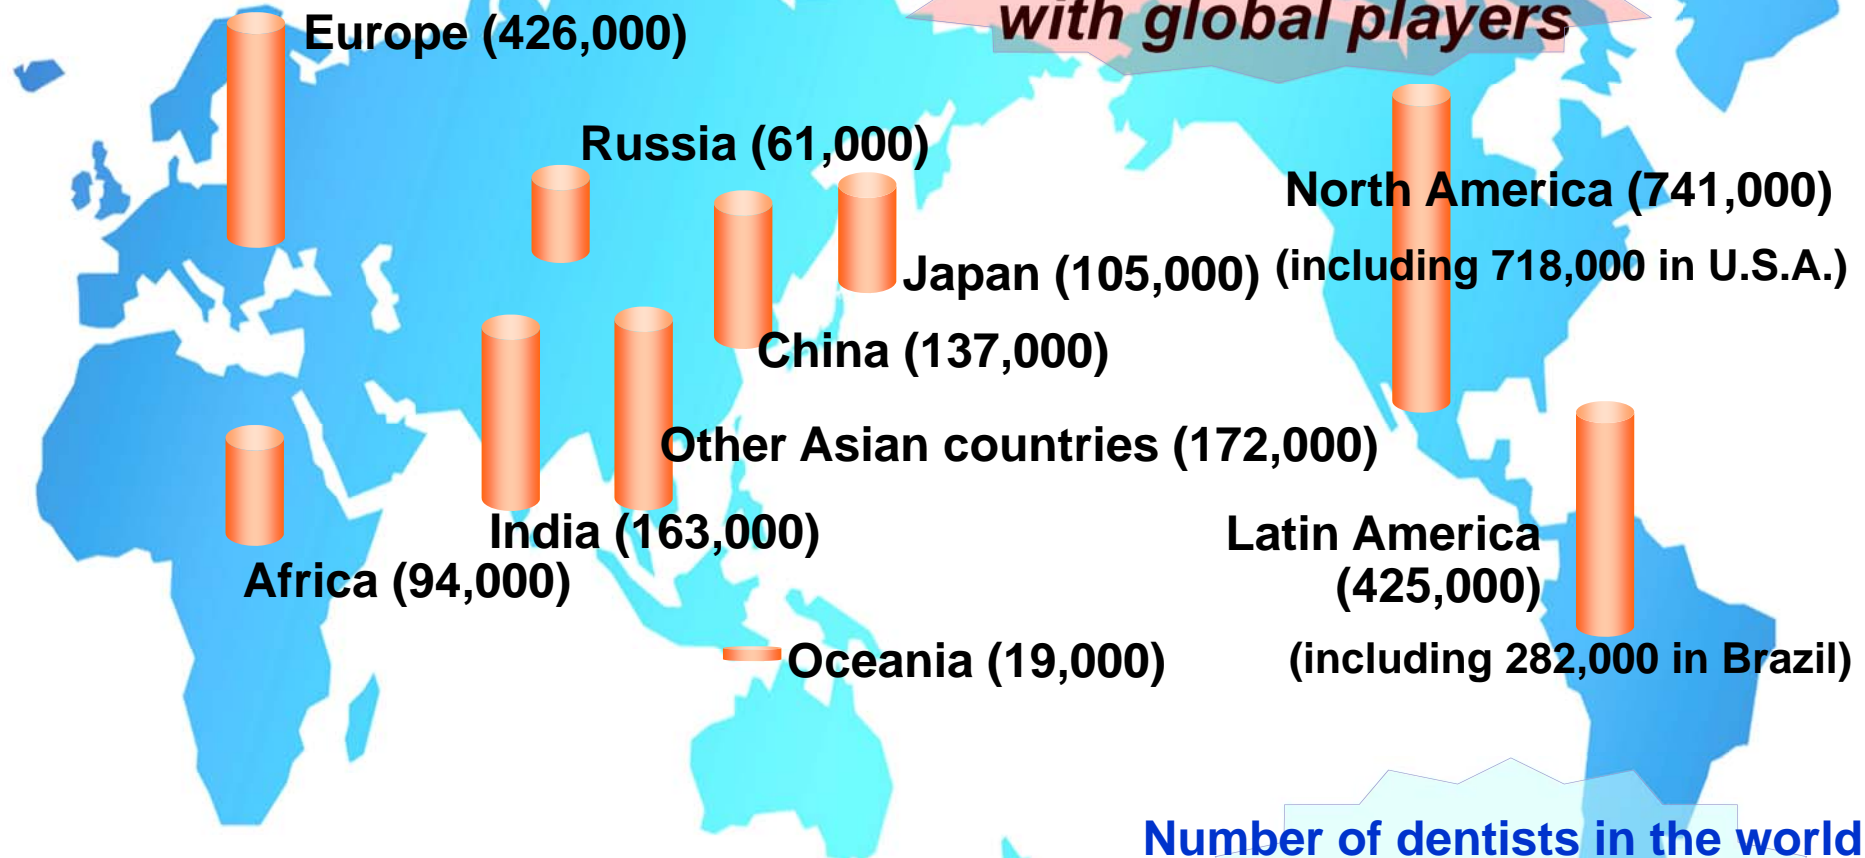 with global players
Europe (426,000)
Russia (61,000)
North America (741,000)
(including 718,000 in U.S.A.)
Japan (105,000)
China (137,000)
Other Asian countries (172,000)
India (163,000)
Africa (94,000)
Latin America
(425,000)
(including 282,000 in Brazil)
Oceania (19,000)
Number of dentists in the world